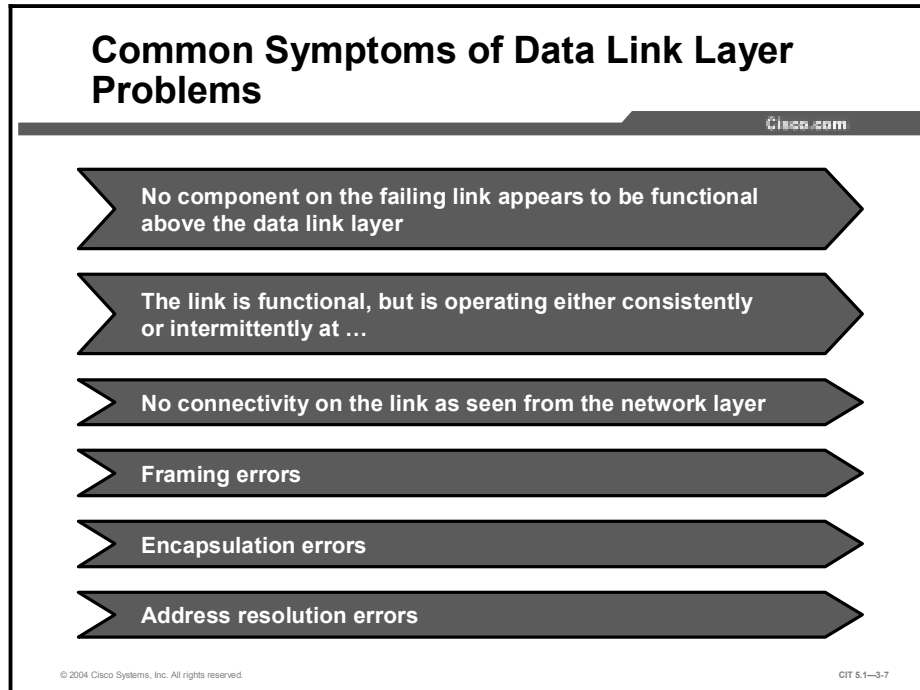 Common Symptoms of Data Link Layer
Problems
Cisco.com
No component on the failing link appears to be functional
above the data link layer
The link is functional, but is operating either consistently
or intermittently at …
No connectivity on the link as seen from the network layer
Framing errors
Encapsulation errors
Address resolution errors
© 2004 Cisco Systems, Inc. All rights reserved.
CIT 5.1—3-7